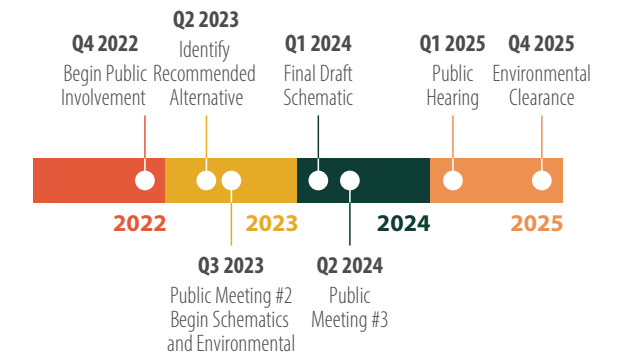 Q4 2022
Begin Public
Involvement
Q2 2023
Identify
Recommended
Alternative
Q1 2024
Final Draft
Schematic
Q1 2025
Public
Hearing
Q4 2025
Environmental
Clearance
2022
2023
2024
2025
Q3 2023
Public Meeting #2
Begin Schematics
and Environmental
Q2 2024
Public
Meeting #3